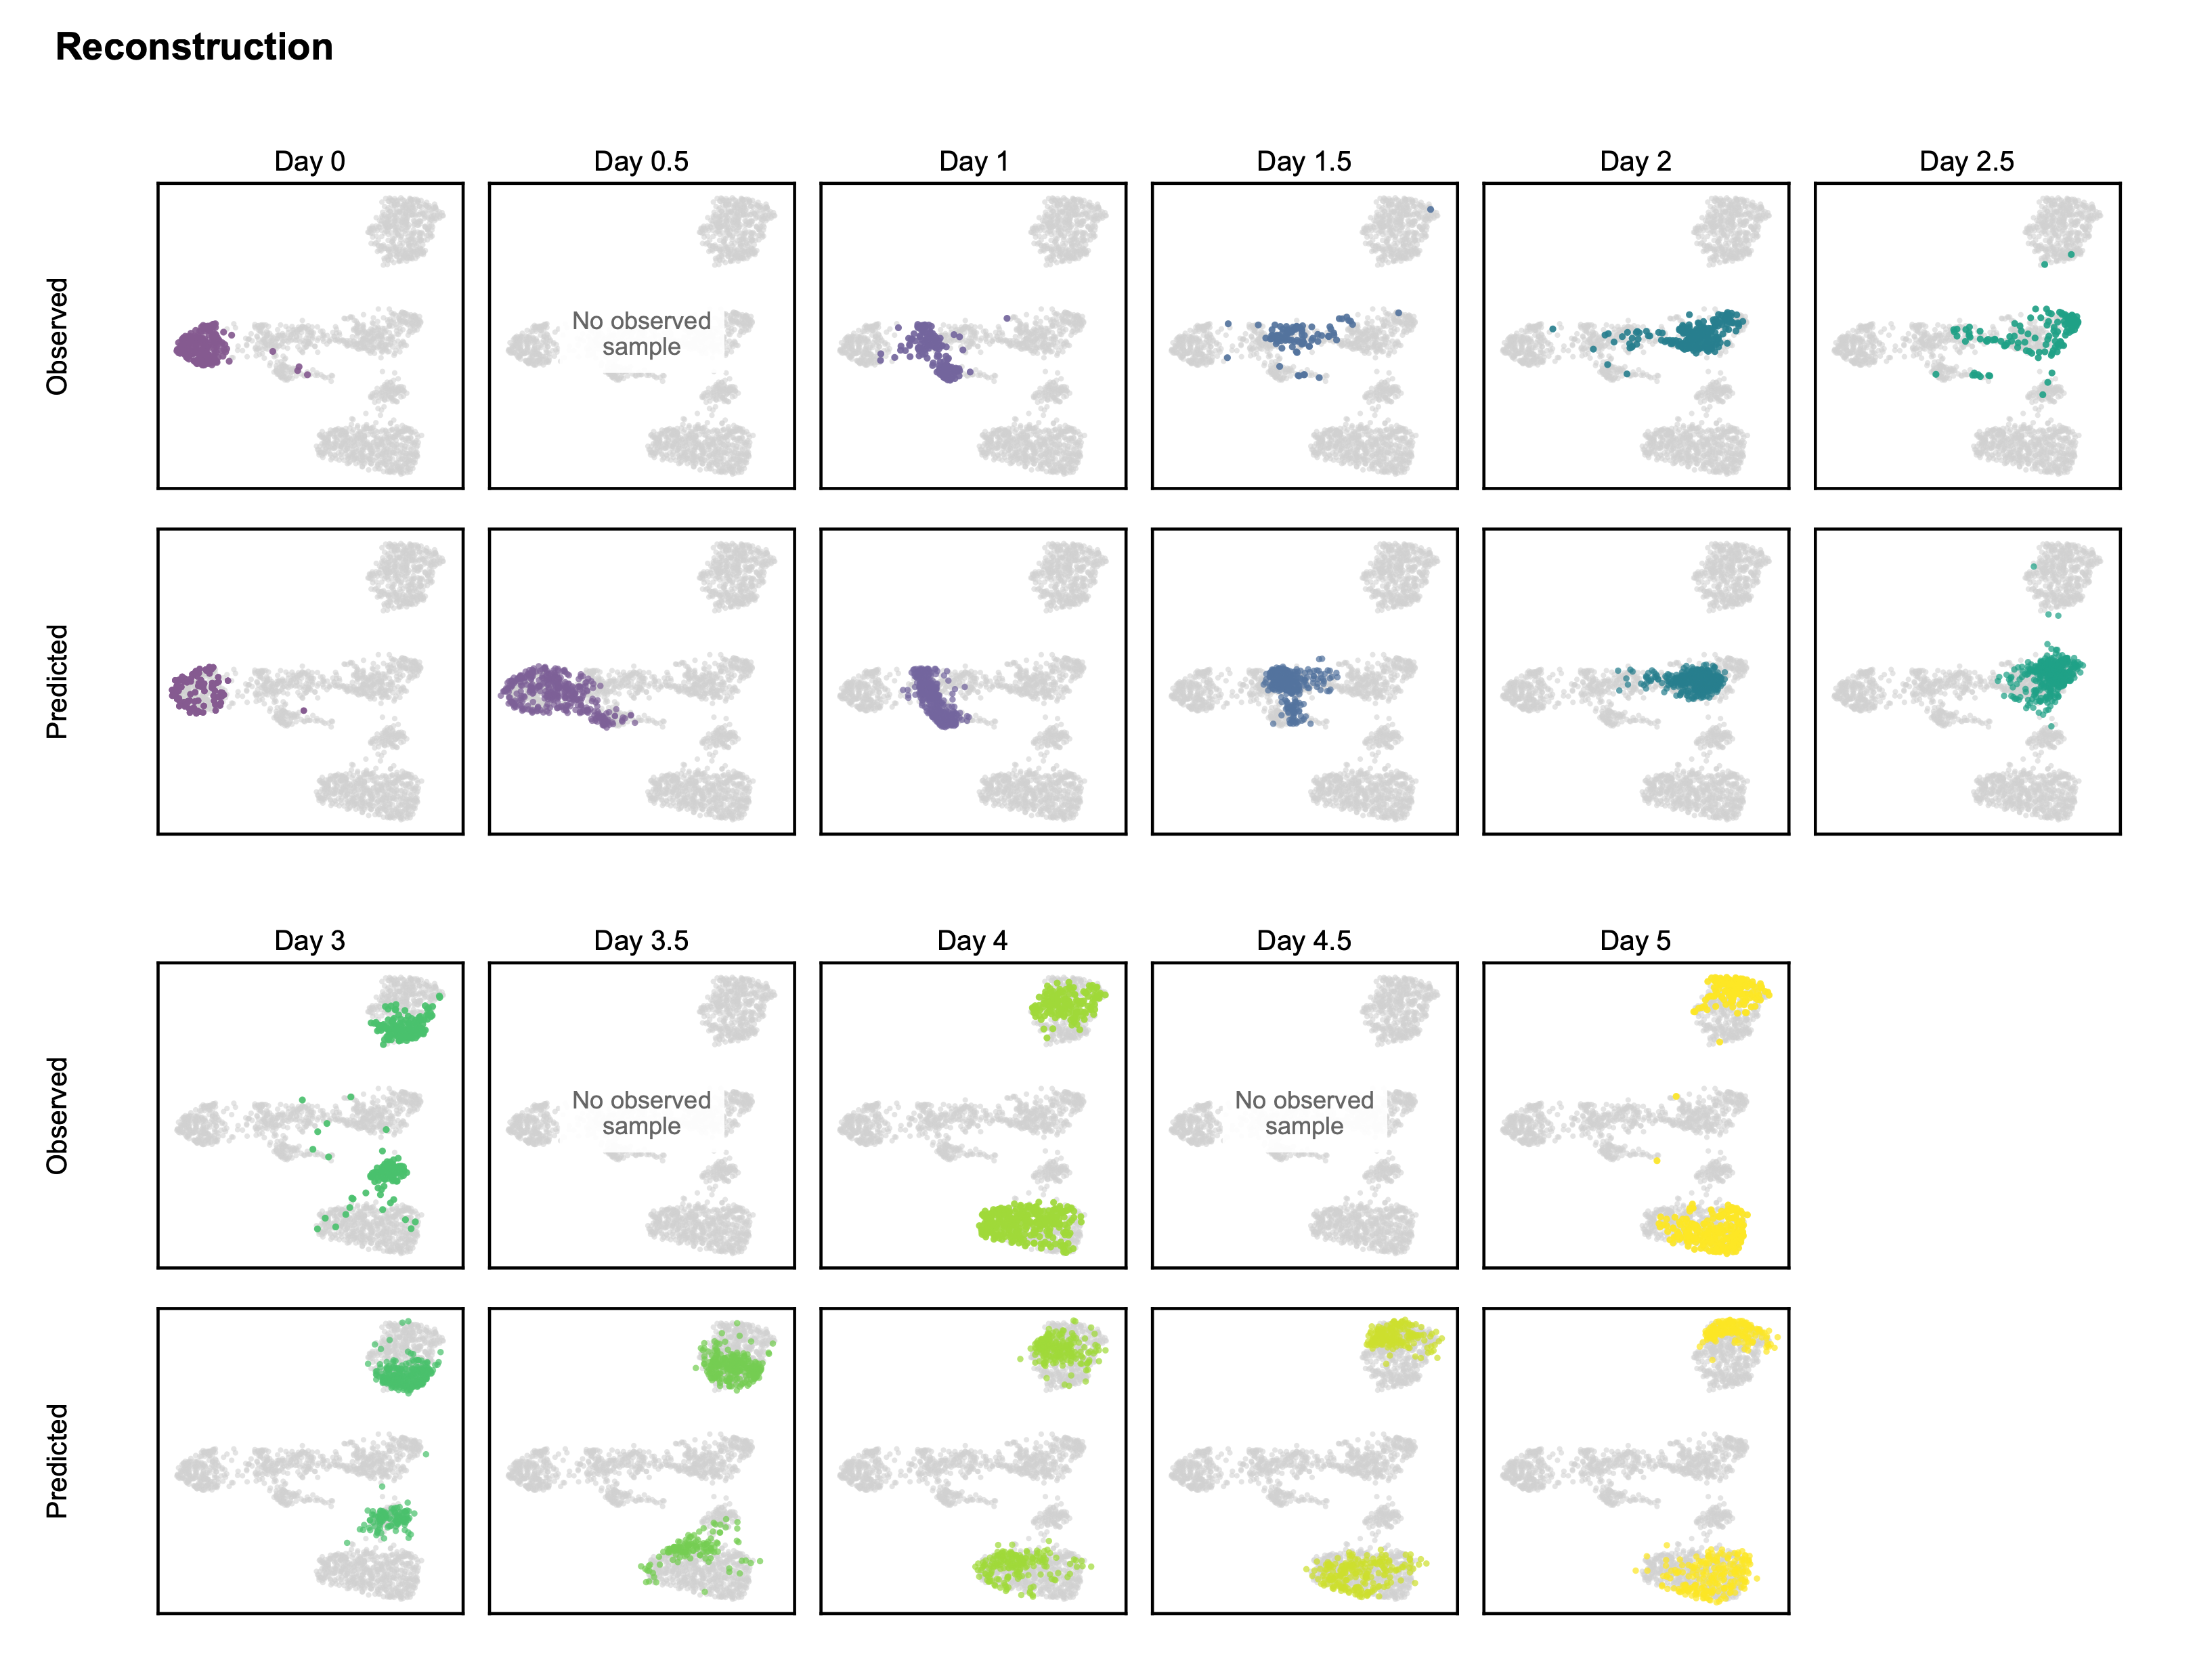 Reconstruction
Day 0
Day 0.5
Day 1
Day 1.5
Day 2
Day 2.5
Observed
No observed
sample
Predicted
Day 3
Day 3.5
Day 4
Day 4.5
Day 5
Observed
No observed
sample
No observed
sample
Predicted